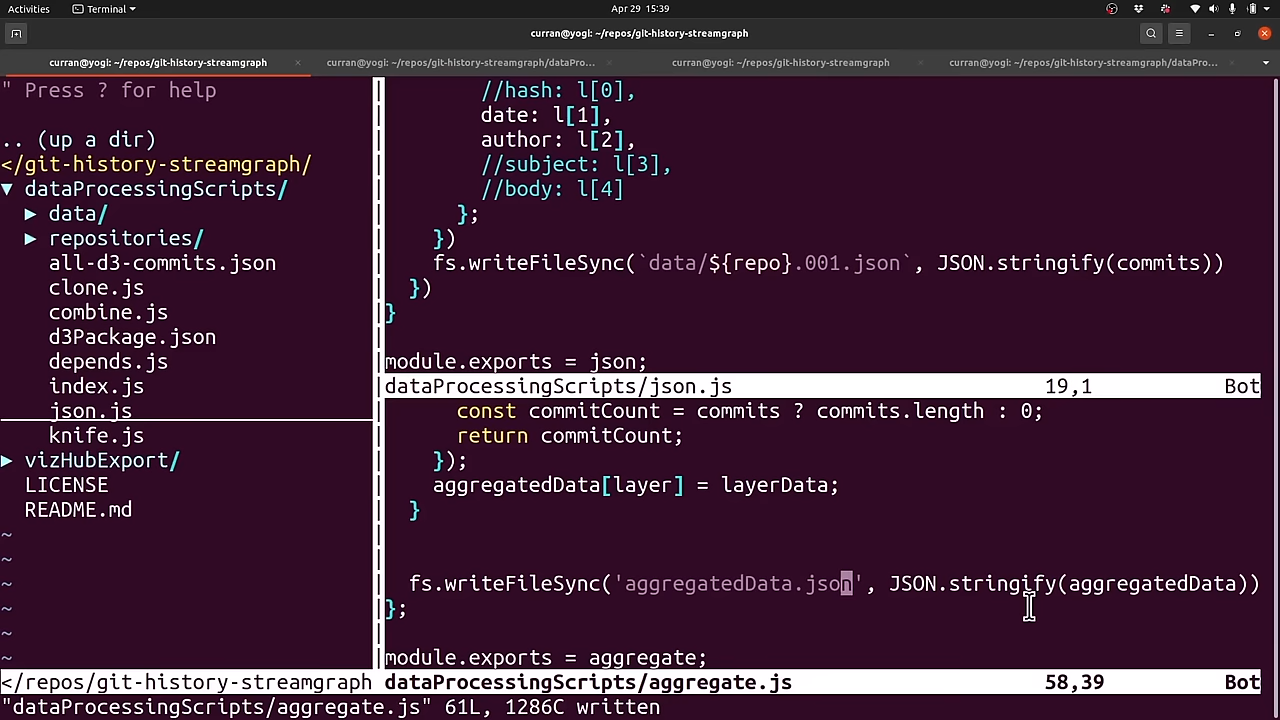 Activities Terminal Apr 29 15:39
curran@yogi: ~/repos/git-history-streamgraph
curran@yogi: ~/repos/git-history-streamgraph × curran@yogi: ~/repos/git-history-streamgraph/dataPro... × curran@yogi: ~/repos/git-history-streamgraph × curran@yogi: ~/repos/git-history-streamgraph/dataPro... ×
" Press ? for help
.. (up a dir)
</git-history-streamgraph/
▼ dataProcessingScripts/
▶ data/
▶ repositories/
all-d3-commits.json
clone.js
combine.js
d3Package.json
depends.js
index.js
json.js
knife.js
▶ vizHubExport/
LICENSE
README.md
~
~
~
~
~
~
</repos/git-history-streamgraph
//hash: l[0],
date: l[1],
author: l[2],
//subject: l[3],
//body: l[4]
};
})
fs.writeFileSync(`data/${repo}.001.json`, JSON.stringify(commits))
})
}
module.exports = json;
dataProcessingScripts/json.js 19,1 Bot
const commitCount = commits ? commits.length : 0;
return commitCount;
});
aggregatedData[layer] = layerData;
}
fs.writeFileSync('aggregatedData.json', JSON.stringify(aggregatedData))
};
module.exports = aggregate;
dataProcessingScripts/aggregate.js 58,39 Bot
"dataProcessingScripts/aggregate.js" 61L, 1286C written